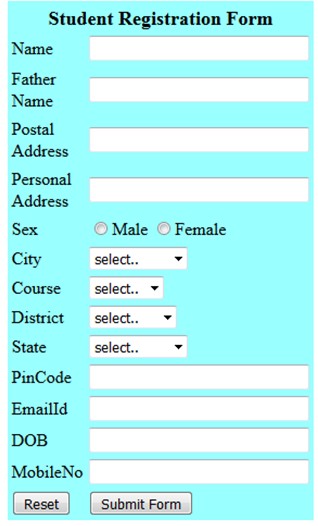 Student Registration Form
Name
Father
Name
Postal
Address
Personal
Address
Sex Male Female
City select..
Course select..
District select..
State select..
PinCode
EmailId
DOB
MobileNo
Reset Submit Form